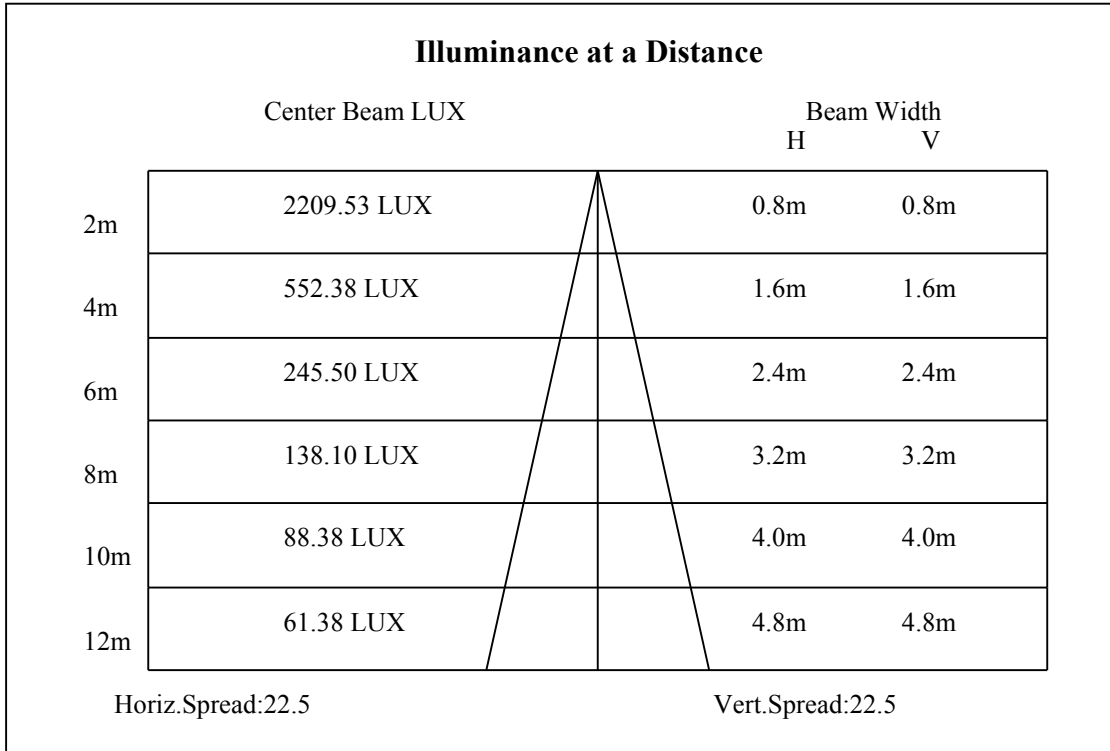 Illuminance at a Distance
Center Beam LUX Beam Width
H V
2m 2209.53 LUX 0.8m 0.8m
4m 552.38 LUX 1.6m 1.6m
6m 245.50 LUX 2.4m 2.4m
8m 138.10 LUX 3.2m 3.2m
10m 88.38 LUX 4.0m 4.0m
12m 61.38 LUX 4.8m 4.8m
Horiz.Spread:22.5 Vert.Spread:22.5